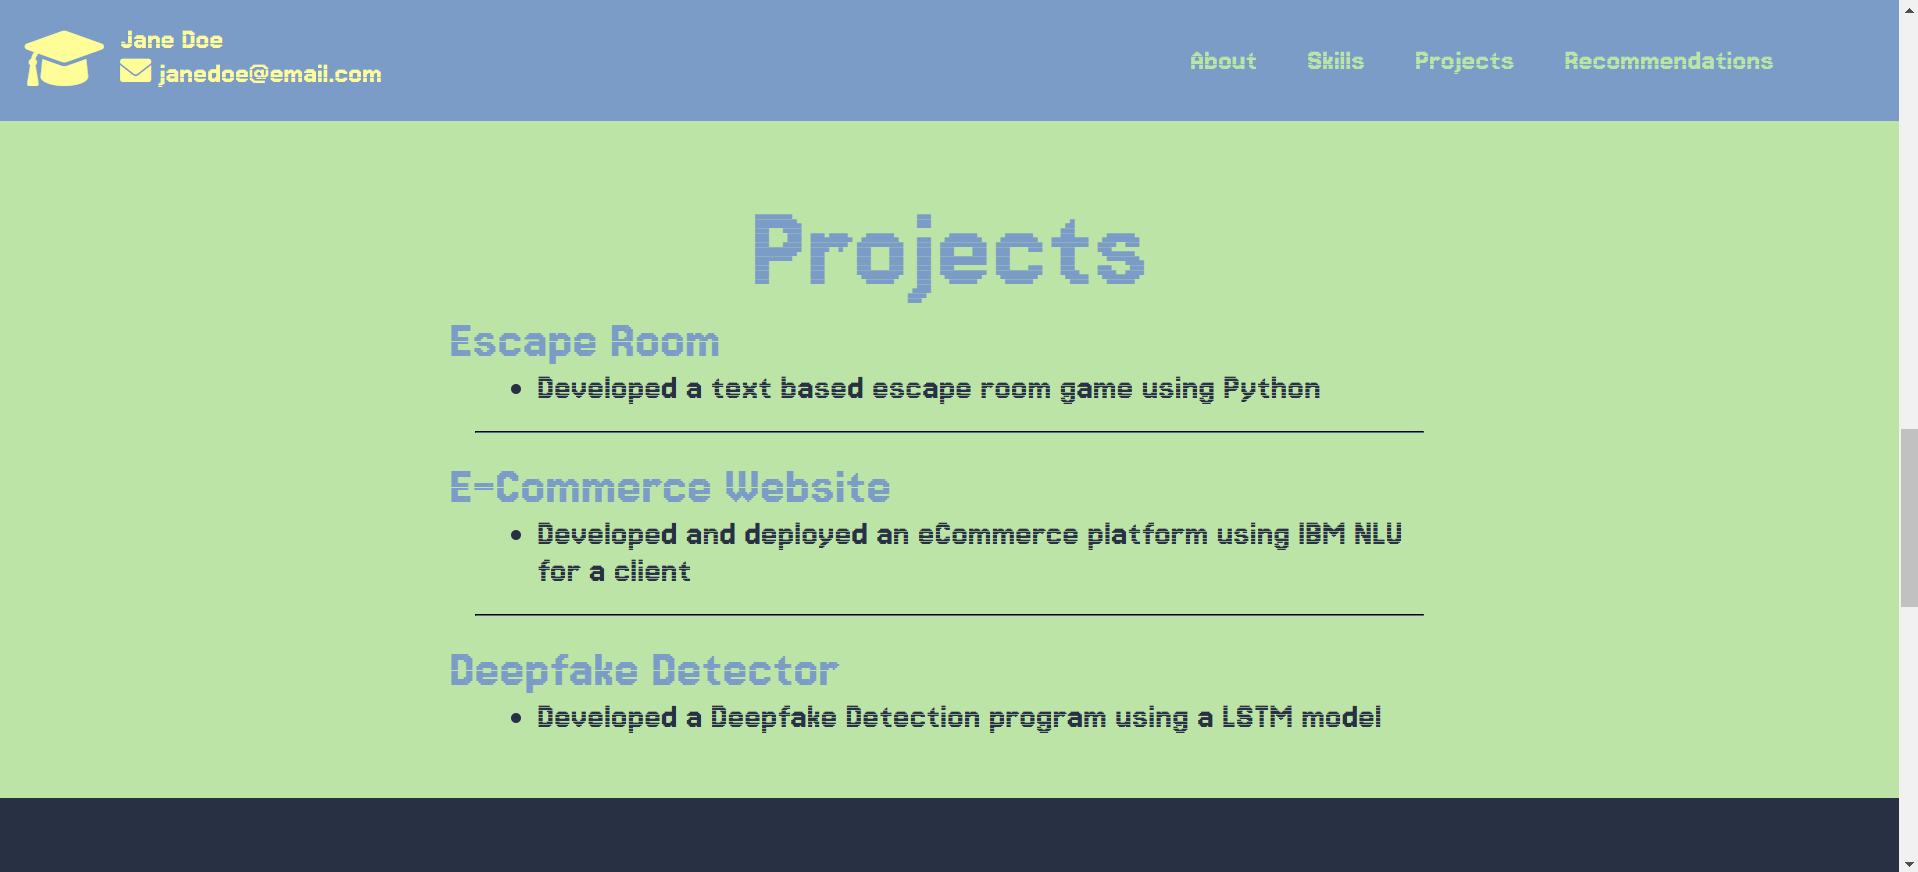 Jane Doe
janedoe@email.com
About Skills Projects Recommendations
Projects
Escape Room
Developed a text based escape room game using Python
E-Commerce Website
Developed and deployed an eCommerce platform using IBM NLU
for a client
Deepfake Detector
Developed a Deepfake Detection program using a LSTM model